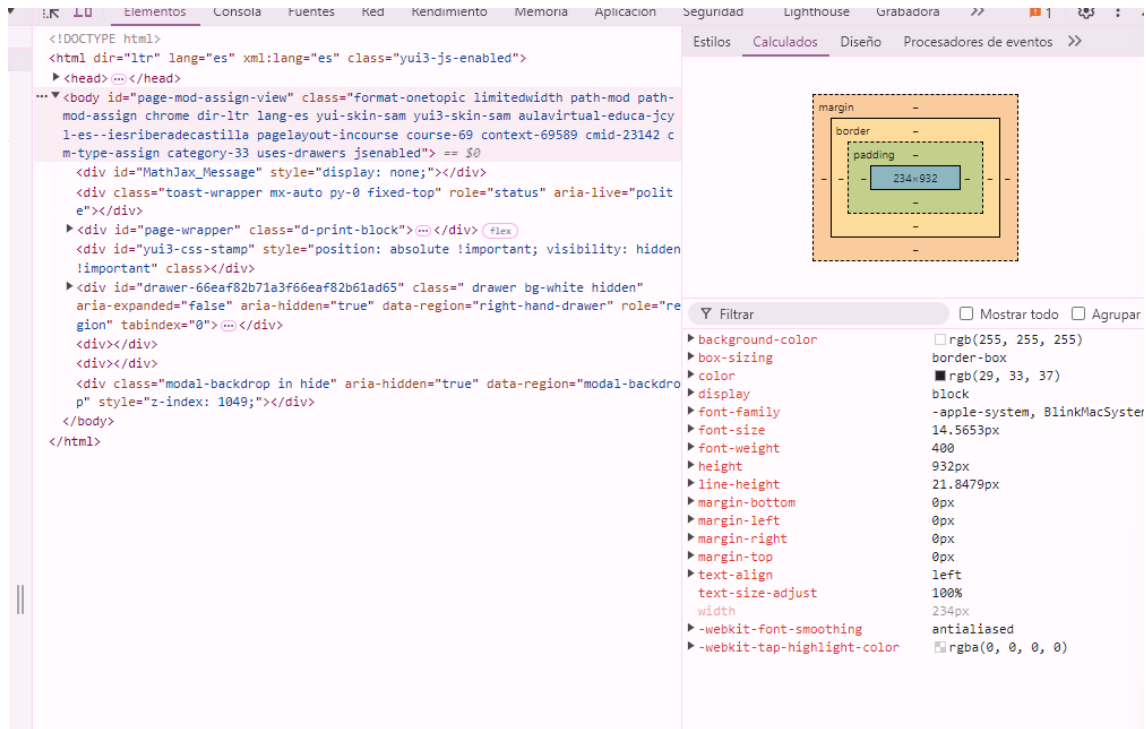 Elementos Consola Fuentes Red Rendimiento Memoria Aplicación Seguridad Lighthouse Grabadora >> 1
<!DOCTYPE html>
<html dir="ltr" lang="es" xml:lang="es" class="yui3-js-enabled">
<head> ⋯ </head>
⋯ <body id="page-mod-assign-view" class="format-onetopic limitedwidth path-mod path-
mod-assign chrome dir-ltr lang-es yui-skin-sam yui3-skin-sam aulavirtual-educa-jcy
l-es--iesriberadecastilla pagelayout-incourse course-69 context-69589 cmid-23142 c
m-type-assign category-33 uses-drawers jsenabled"> == $0
<div id="MathJax_Message" style="display: none;"></div>
<div class="toast-wrapper mx-auto py-0 fixed-top" role="status" aria-live="polit
e"></div>
<div id="page-wrapper" class="d-print-block"> ⋯ </div> flex
<div id="yui3-css-stamp" style="position: absolute !important; visibility: hidden
!important" class></div>
<div id="drawer-66eaf82b71a3f66eaf82b61ad65" class=" drawer bg-white hidden"
aria-expanded="false" aria-hidden="true" data-region="right-hand-drawer" role="re
gion" tabindex="0"> ⋯ </div>
<div></div>
<div></div>
<div class="modal-backdrop in hide" aria-hidden="true" data-region="modal-backdro
p" style="z-index: 1049;"></div>
</body>
</html>
Estilos Calculados Diseño Procesadores de eventos >>
margin -
border -
padding -
- - - 234×932 - - -
-
-
-
Filtrar Mostrar todo Agrupar
background-color rgb(255, 255, 255)
box-sizing border-box
color rgb(29, 33, 37)
display block
font-family -apple-system, BlinkMacSyster
font-size 14.5653px
font-weight 400
height 932px
line-height 21.8479px
margin-bottom 0px
margin-left 0px
margin-right 0px
margin-top 0px
text-align left
text-size-adjust 100%
width 234px
-webkit-font-smoothing antialiased
-webkit-tap-highlight-color rgba(0, 0, 0, 0)